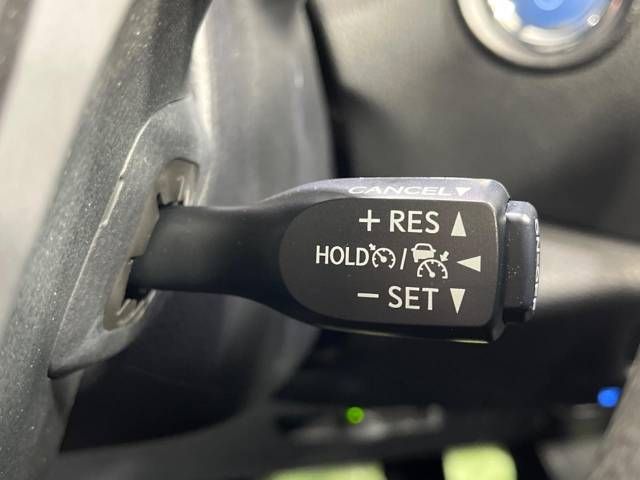 CANCEL▼
+ RES ▲
HOLD / ◄
− SET ▼